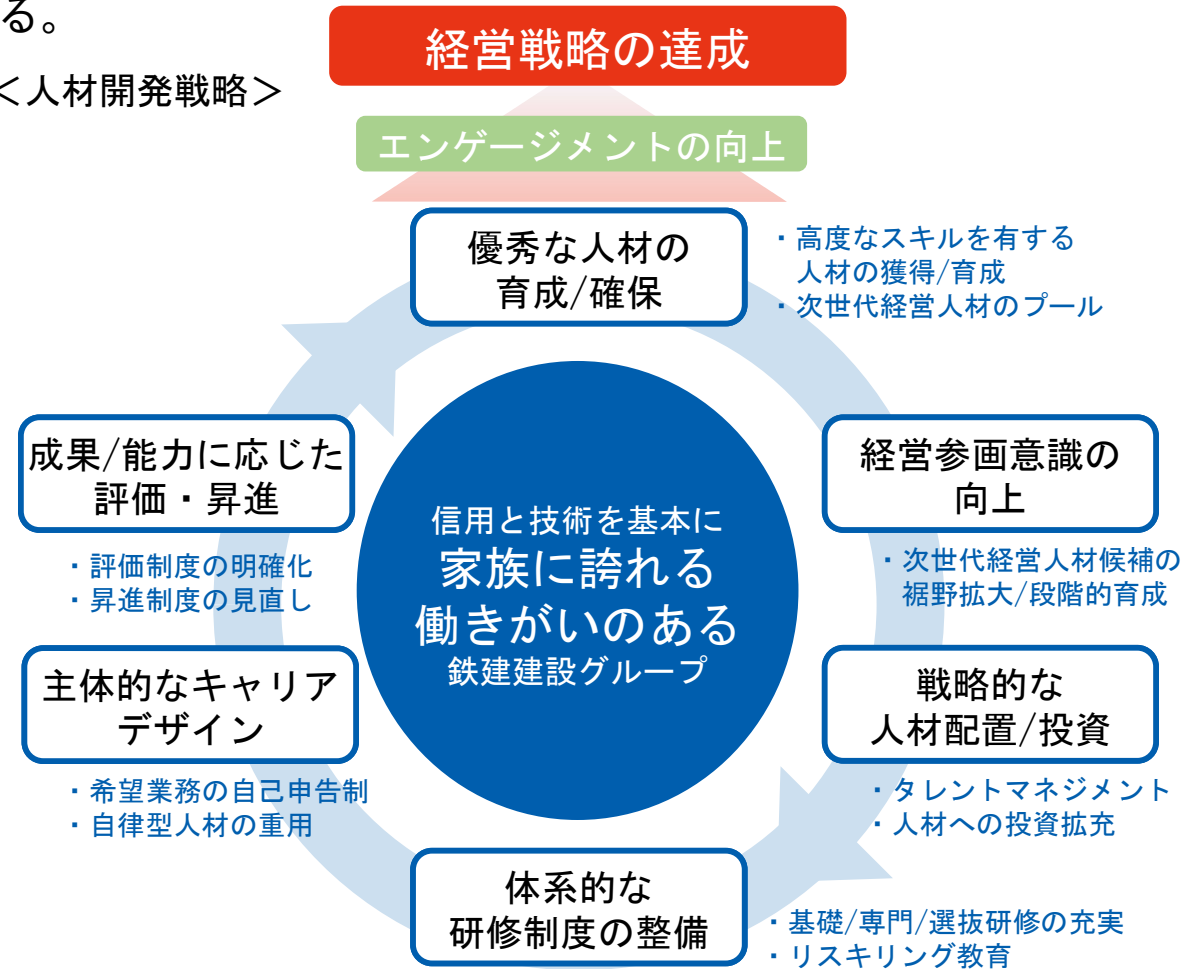 る。
<人材開発戦略>
経営戦略の達成
エンゲージメントの向上
優秀な人材の
育成/確保
・高度なスキルを有する
人材の獲得/育成
・次世代経営人材のプール
経営参画意識の
向上
・次世代経営人材候補の
裾野拡大/段階的育成
戦略的な
人材配置/投資
・タレントマネジメント
・人材への投資拡充
体系的な
研修制度の整備
・基礎/専門/選抜研修の充実
・リスキリング教育
主体的なキャリア
デザイン
・希望業務の自己申告制
・自律型人材の重用
成果/能力に応じた
評価・昇進
・評価制度の明確化
・昇進制度の見直し
信用と技術を基本に
家族に誇れる
働きがいのある
鉄建建設グループ